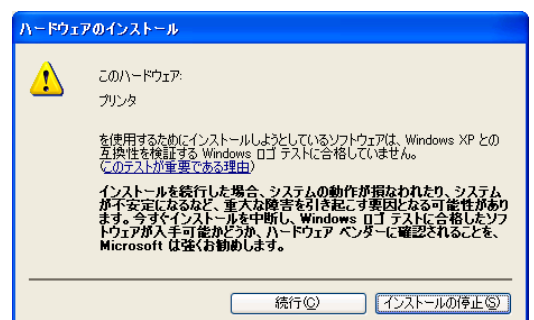 ハードウェアのインストール
このハードウェア:
プリンタ
を使用するためにインストールしようとしているソフトウェアは、Windows XP との
互換性を検証する Windows ロゴ テストに合格していません。
(このテストが重要である理由)
インストールを続行した場合、システムの動作が損なわれたり、システム
が不安定になるなど、重大な障害を引き起こす要因となる可能性があり
ます。今すぐインストールを中断し、Windows ロゴ テストに合格したソフ
トウェアが入手可能かどうか、ハードウェア ベンダーに確認されることを、
Microsoft は強くお勧めします。
続行(C) インストールの停止(S)